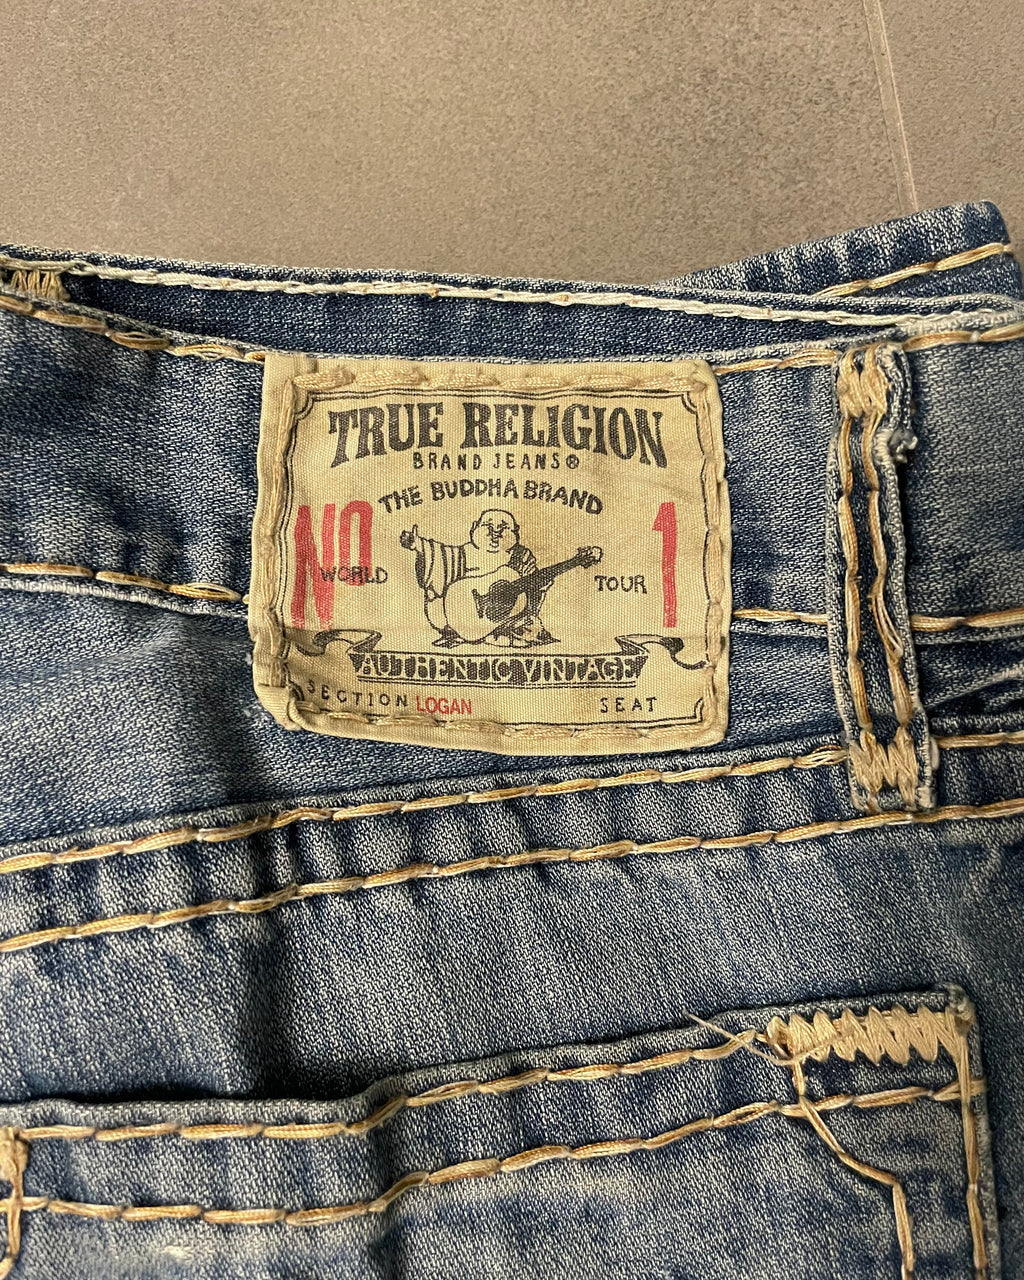 TRUE RELIGION
BRAND JEANS®
THE BUDDHA BRAND
NO 1
WORLD TOUR
AUTHENTIC VINTAGE
SECTION LOGAN SEAT